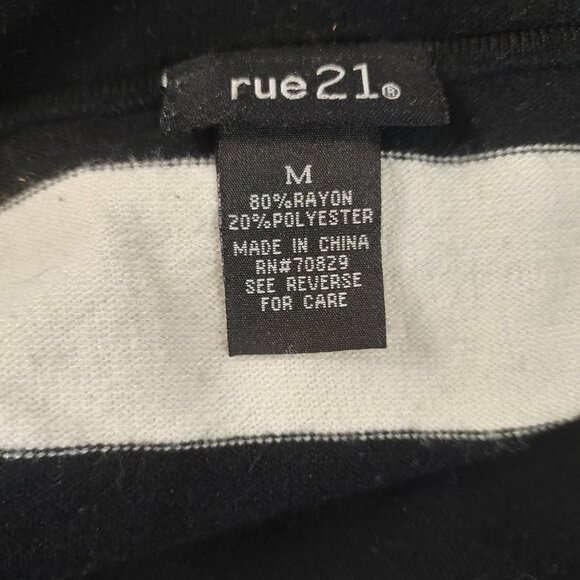 rue21®
M
80%RAYON
20%POLYESTER
MADE IN CHINA
RN#70829
SEE REVERSE
FOR CARE